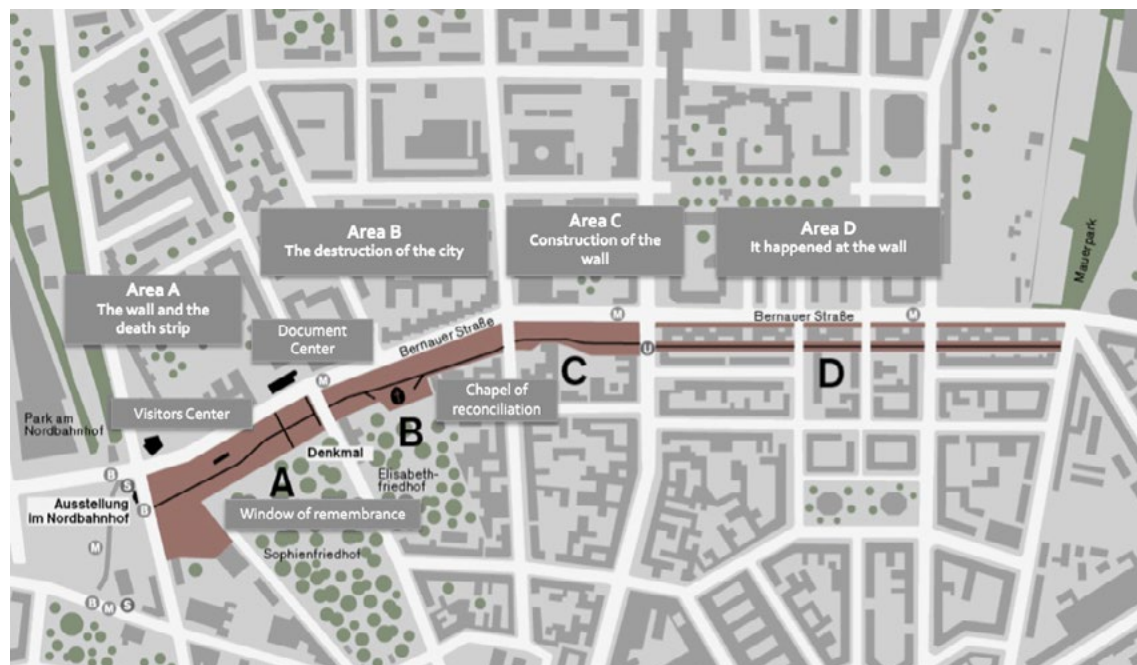 Area B
The destruction of the city
Area C
Construction of the
wall
Area D
It happened at the wall
Mauerpark
Area A
The wall and the
death strip
Document
Center
Bernauer Straße
M
Bernauer Straße
M
U
M
C
D
Visitors Center
Chapel of
reconciliation
Park am
Nordbahnhof
B
Denkmal
A
Elisabeth-
friedhof
B
S
Ausstellung
im Nordbahnhof
B
Window of remembrance
M
Sophienfriedhof
B
M
S